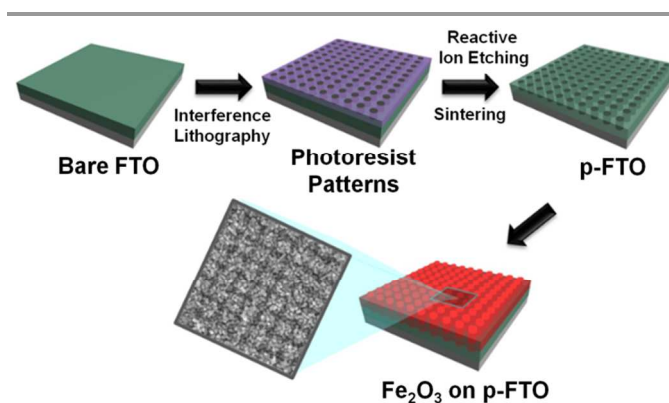 Bare FTO
Interference
Lithography
Photoresist
Patterns
Reactive
Ion Etching
Sintering
p-FTO
Fe₂O₃ on p-FTO